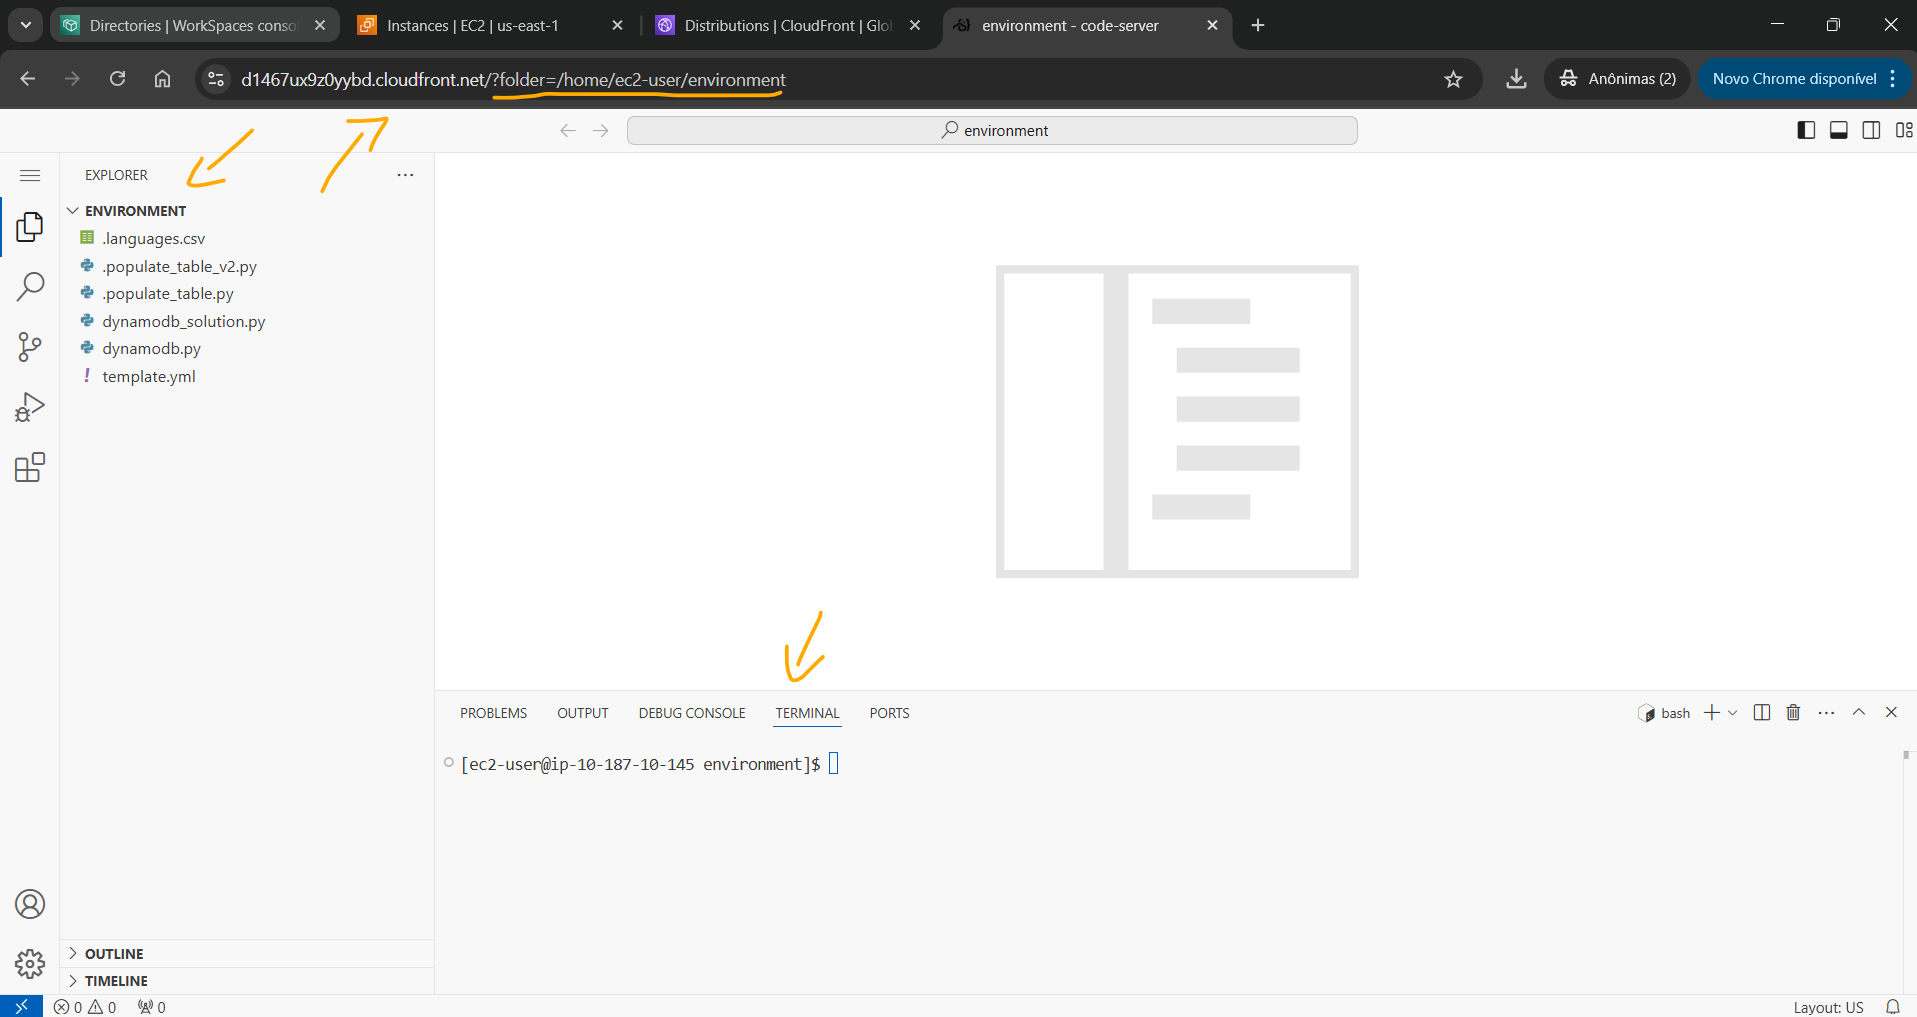 Directories | WorkSpaces conso
Instances | EC2 | us-east-1
Distributions | CloudFront | Glo
environment - code-server
d1467ux9z0yybd.cloudfront.net/?folder=/home/ec2-user/environment
Anônimas (2)
Novo Chrome disponível
environment
EXPLORER
ENVIRONMENT
.languages.csv
.populate_table_v2.py
.populate_table.py
dynamodb_solution.py
dynamodb.py
! template.yml
PROBLEMS OUTPUT DEBUG CONSOLE TERMINAL PORTS
bash
[ec2-user@ip-10-187-10-145 environment]$
OUTLINE
TIMELINE
0 0 0
Layout: US